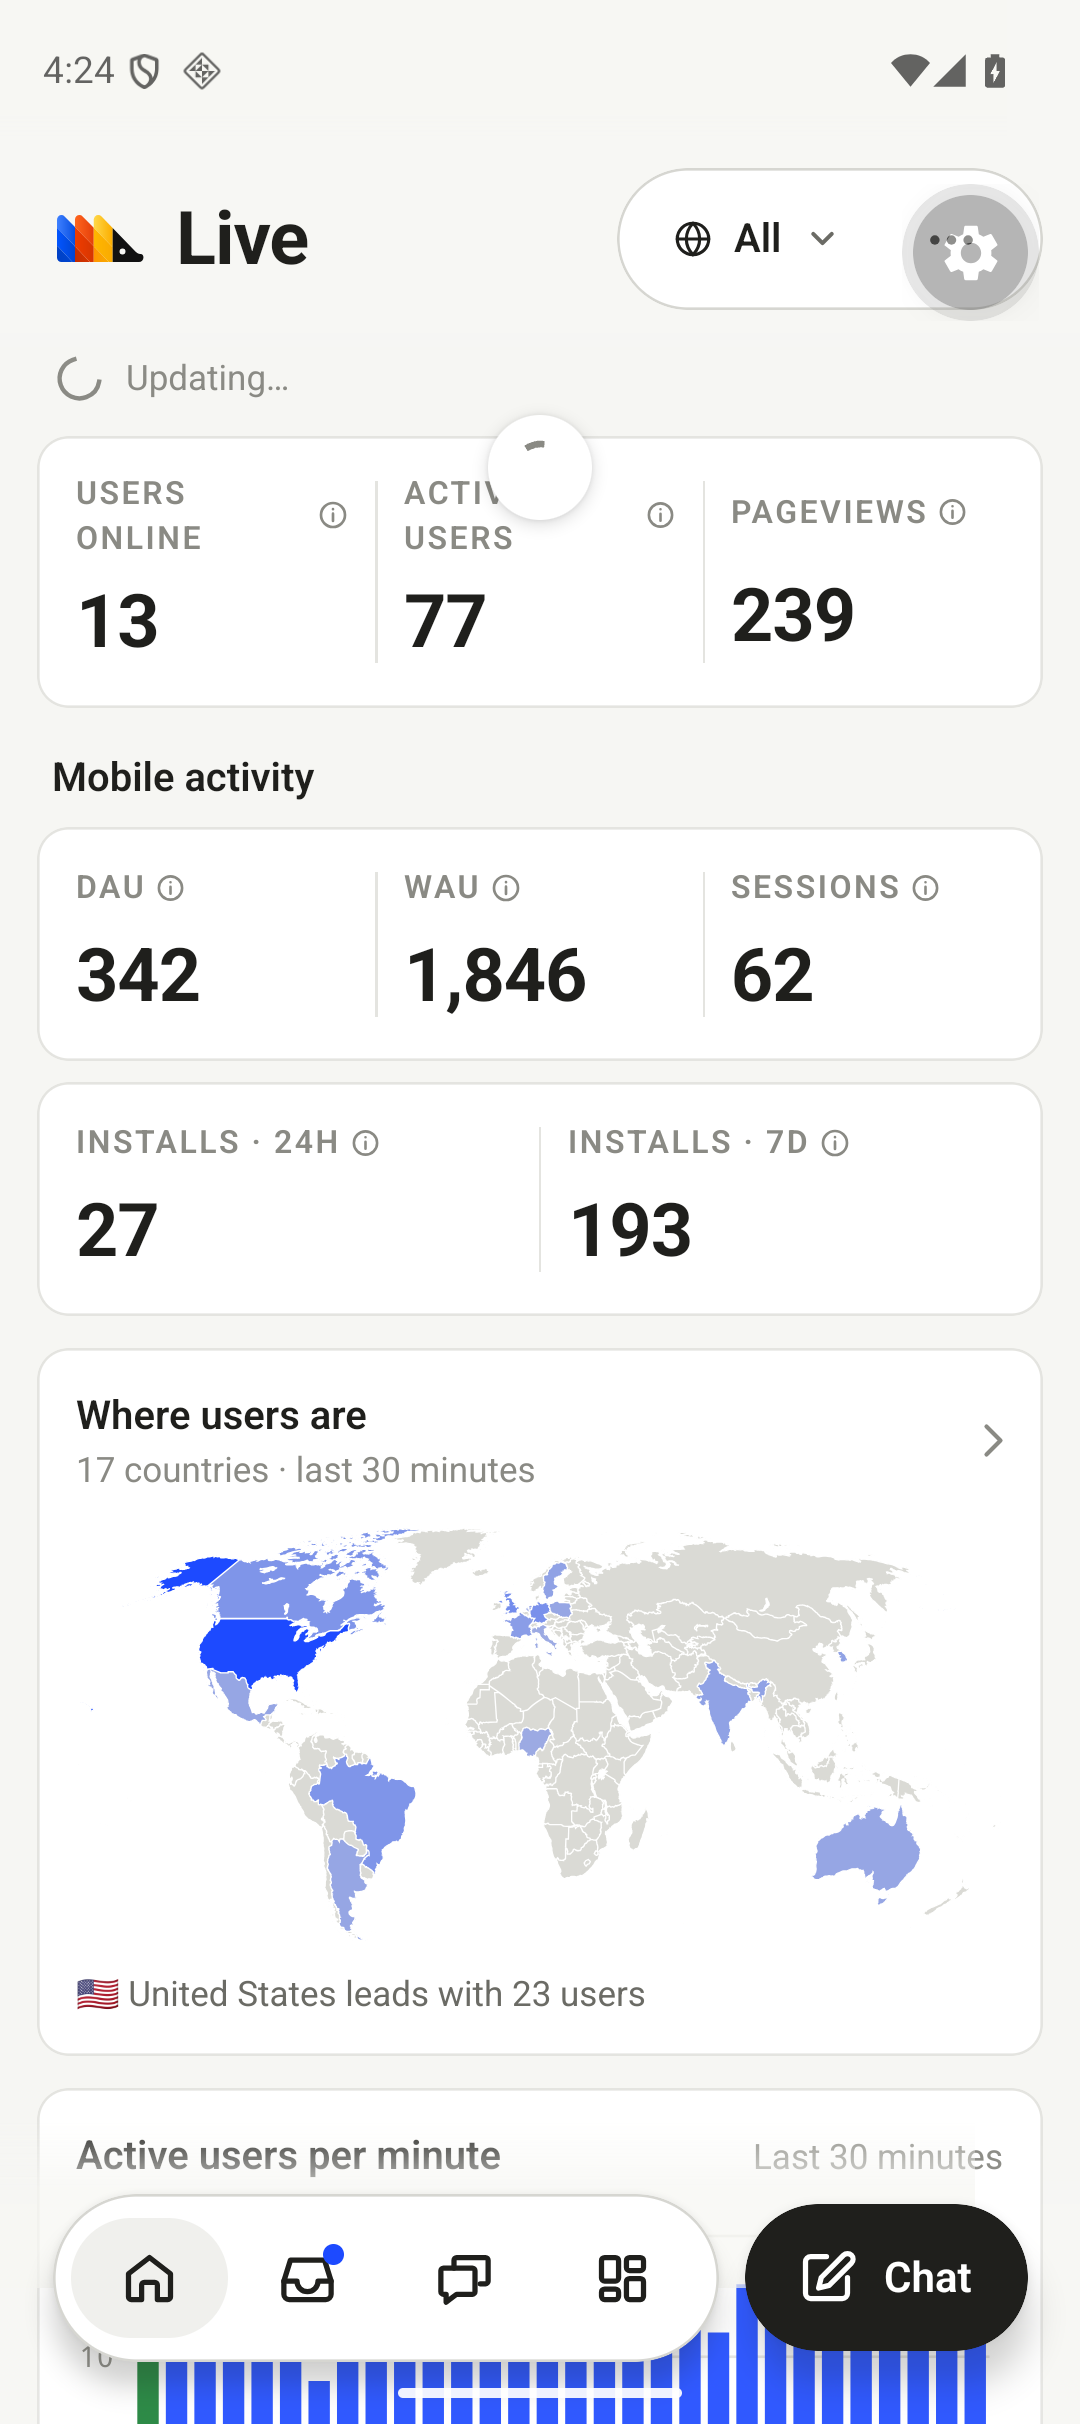 4:24
Live
All
Updating...
USERS
ONLINE
13
USERS
77
PAGEVIEWS
239
Mobile activity
DAU
342
WAU
1,846
SESSIONS
62
INSTALLS · 24H
27
INSTALLS · 7D
193
Where users are
17 countries · last 30 minutes
🇺🇸 United States leads with 23 users
Active users per minute
Last 30 minutes
Chat
10